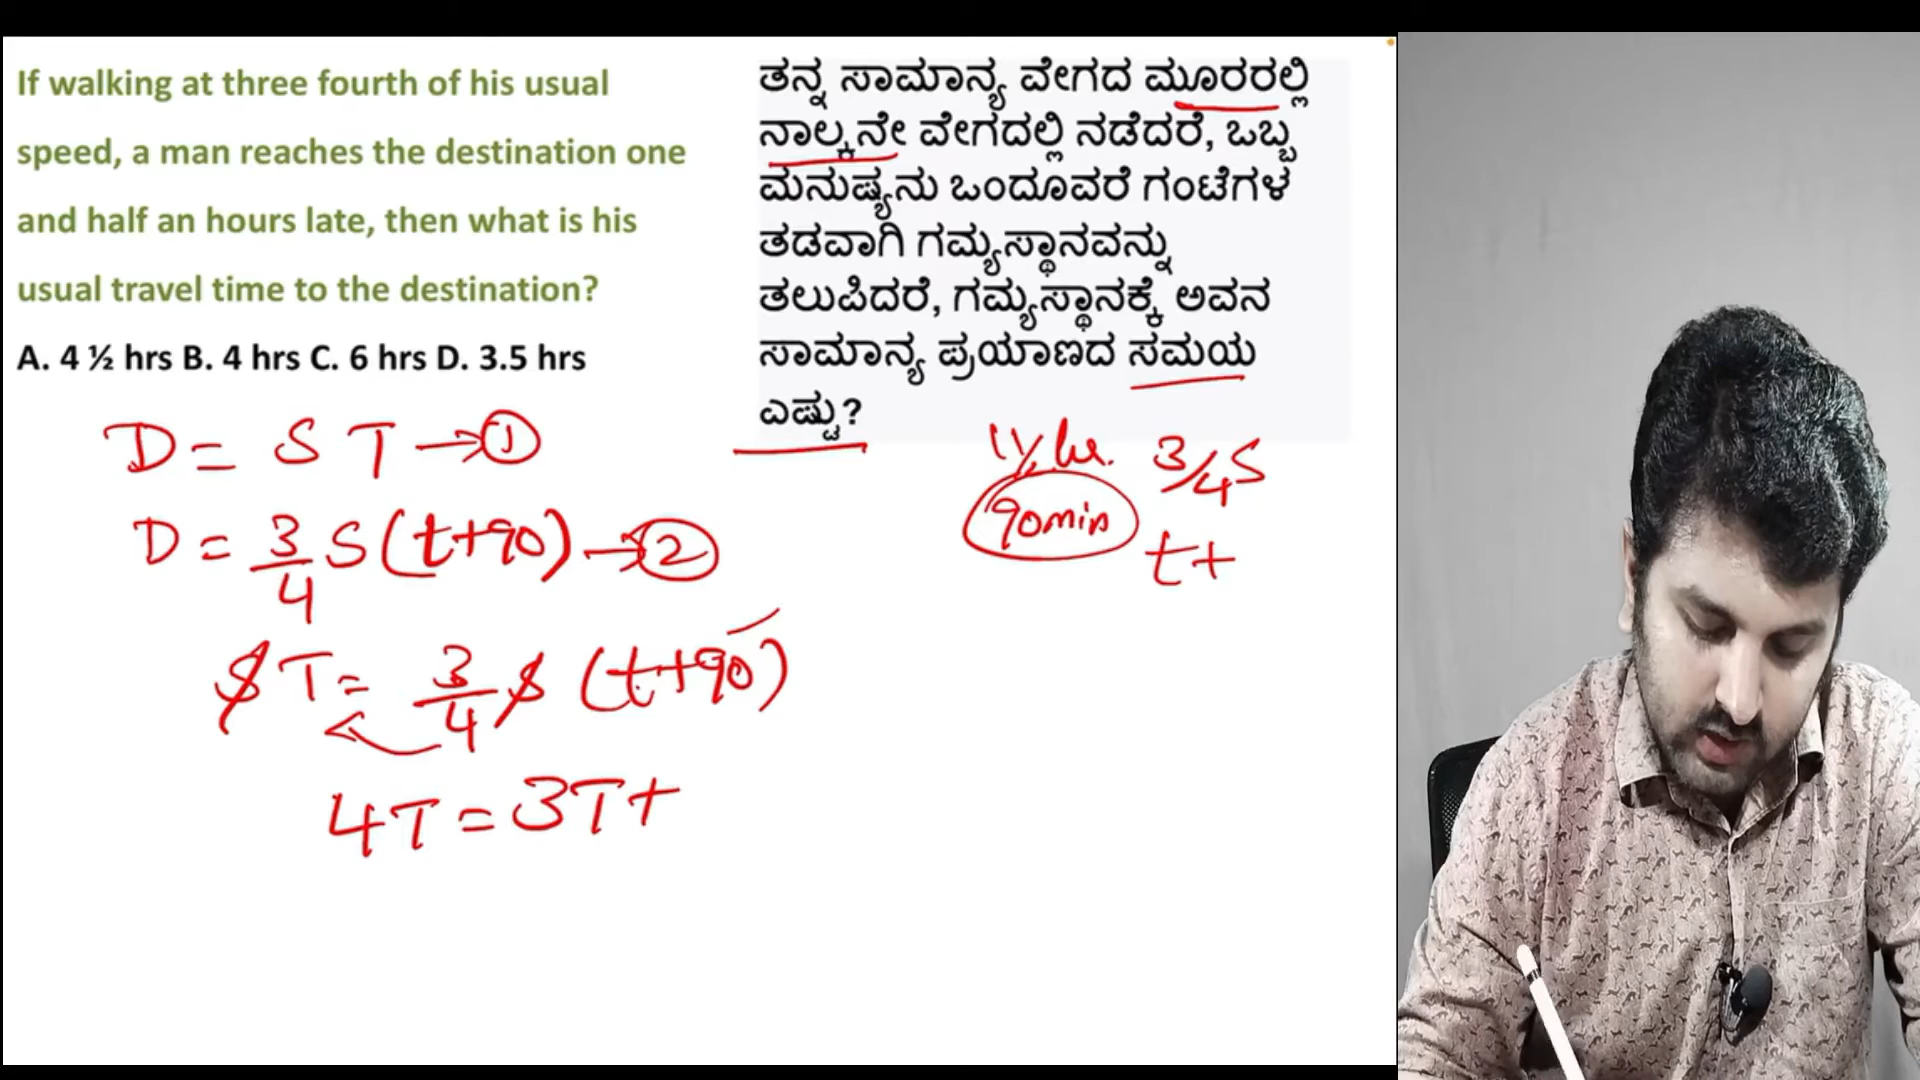 If walking at three fourth of his usual
speed, a man reaches the destination one
and half an hours late, then what is his
usual travel time to the destination?
A. 4 ½ hrs B. 4 hrs C. 6 hrs D. 3.5 hrs
ತನ್ನ ಸಾಮಾನ್ಯ ವೇಗದ ಮೂರರಲ್ಲಿ
ನಾಲ್ಕನೇ ವೇಗದಲ್ಲಿ ನಡೆದರೆ, ಒಬ್ಬ
ಮನುಷ್ಯನು ಒಂದೂವರೆ ಗಂಟೆಗಳ
ತಡವಾಗಿ ಗಮ್ಯಸ್ಥಾನವನ್ನು
ತಲುಪಿದರೆ, ಗಮ್ಯಸ್ಥಾನಕ್ಕೆ ಅವನ
ಸಾಮಾನ್ಯ ಪ್ರಯಾಣದ ಸಮಯ
ಎಷ್ಟು?
D = S T → 1
D = 3/4 S (t+90) → 2
S T = 3/4 S (t+90)
4T = 3T +
3/4 S
90min
t+